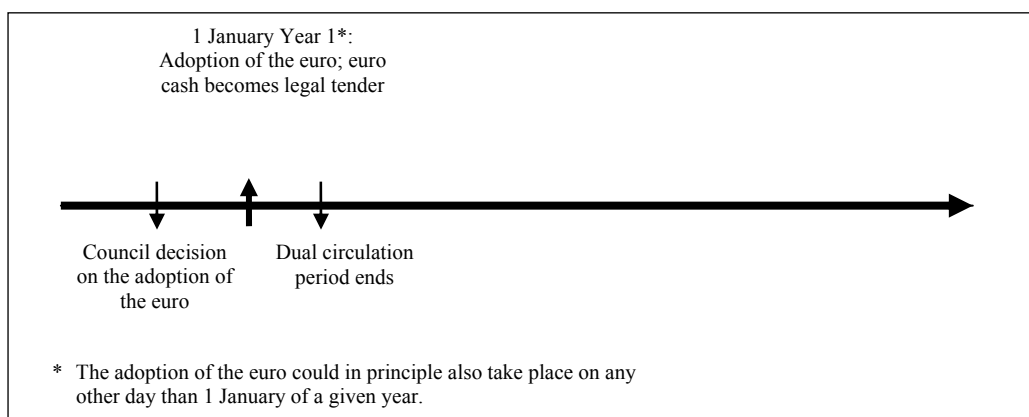 1 January Year 1*:
Adoption of the euro; euro
cash becomes legal tender
Council decision
on the adoption of
the euro
Dual circulation
period ends
* The adoption of the euro could in principle also take place on any
other day than 1 January of a given year.